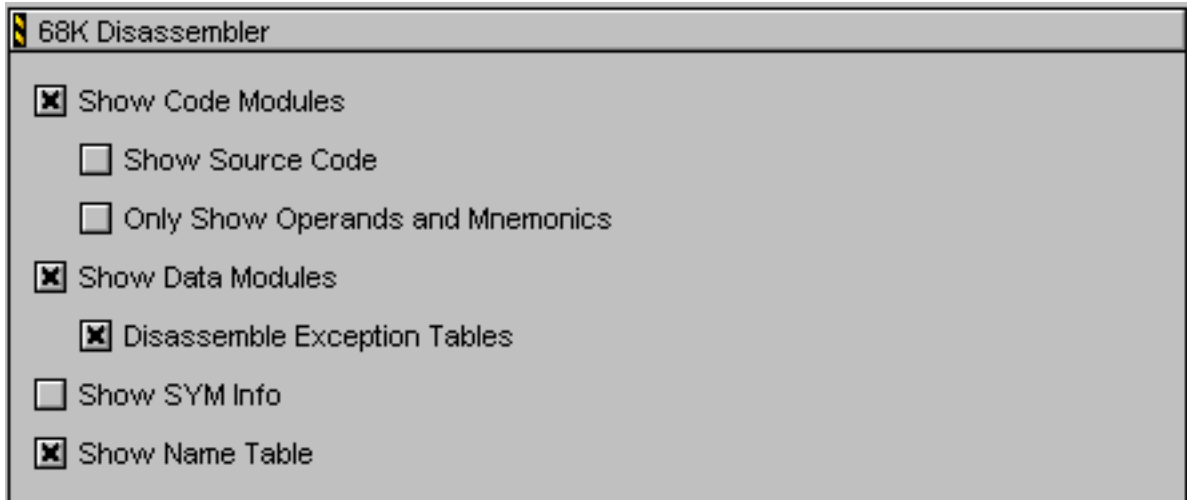 68K Disassembler
Show Code Modules
Show Source Code
Only Show Operands and Mnemonics
Show Data Modules
Disassemble Exception Tables
Show SYM Info
Show Name Table